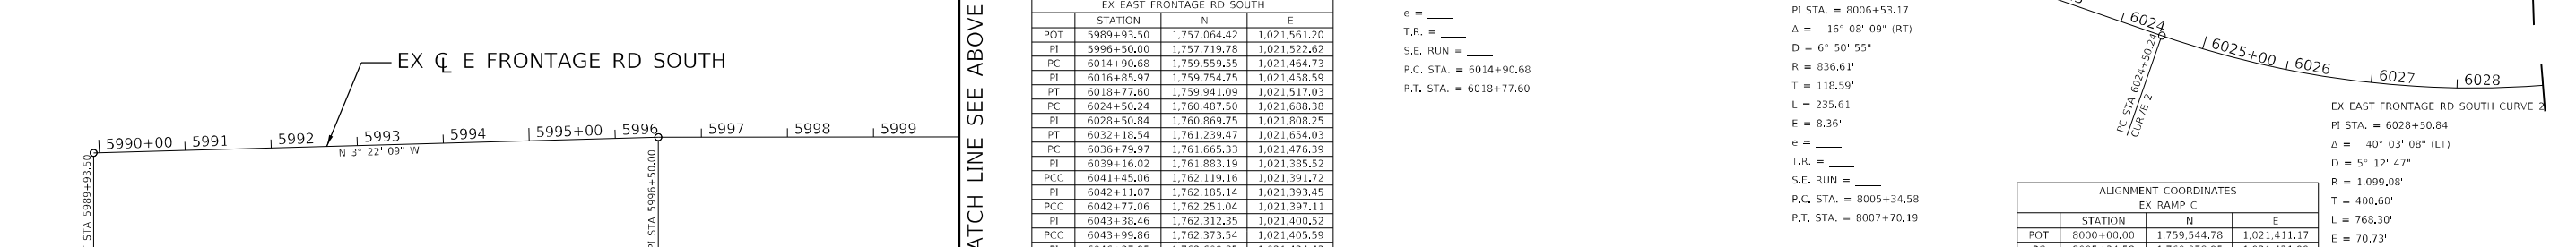 EX ℄ E FRONTAGE RD SOUTH
5990+00 5991 5992 5993 5994 5995+00 5996 5997 5998 5999
N 3° 22' 09" W
STA 5989+93.50
PI STA 5996+50.00
ATCH LINE SEE ABOVE
EX EAST FRONTAGE RD SOUTH
STATION N E
POT 5989+93.50 1,757,064.42 1,021,561.20
PI 5996+50.00 1,757,719.78 1,021,522.62
PC 6014+90.68 1,759,559.55 1,021,464.73
PI 6016+85.97 1,759,754.75 1,021,458.59
PT 6018+77.60 1,759,941.09 1,021,517.03
PC 6024+50.24 1,760,487.50 1,021,688.38
PI 6028+50.84 1,760,869.75 1,021,808.25
PT 6032+18.54 1,761,239.47 1,021,654.03
PC 6036+79.97 1,761,665.33 1,021,476.39
PI 6039+16.02 1,761,883.19 1,021,385.52
PCC 6041+45.06 1,762,119.16 1,021,391.72
PI 6042+11.07 1,762,185.14 1,021,393.45
PCC 6042+77.06 1,762,251.04 1,021,397.11
PI 6043+38.46 1,762,312.35 1,021,400.52
PCC 6043+99.86 1,762,373.54 1,021,405.59
e = ____
T.R. = ____
S.E. RUN = ____
P.C. STA. = 6014+90.68
P.T. STA. = 6018+77.60
PI STA. = 8006+53.17
Δ = 16° 08' 09" (RT)
D = 6° 50' 55"
R = 836.61'
T = 118.59'
L = 235.61'
E = 8.36'
e = ____
T.R. = ____
S.E. RUN = ____
P.C. STA. = 8005+34.58
P.T. STA. = 8007+70.19
6024 6025+00 6026 6027 6028
PC STA 6024+50.24
CURVE 2
ALIGNMENT COORDINATES
EX RAMP C
STATION N E
POT 8000+00.00 1,759,544.78 1,021,411.17
EX EAST FRONTAGE RD SOUTH CURVE 2
PI STA. = 6028+50.84
Δ = 40° 03' 08" (LT)
D = 5° 12' 47"
R = 1,099.08'
T = 400.60'
L = 768.30'
E = 70.73'